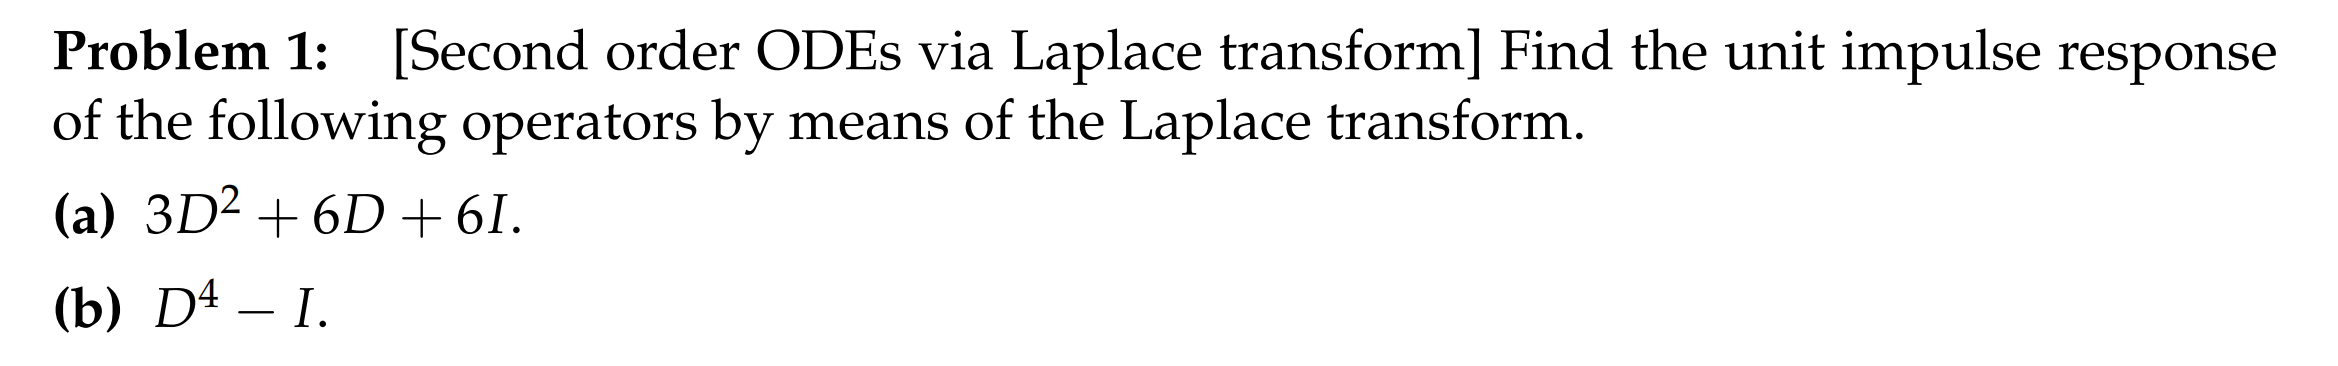 Problem 1: [Second order ODEs via Laplace transform] Find the unit impulse response
of the following operators by means of the Laplace transform.
(a) 3D² + 6D + 6I.
(b) D⁴ − I.